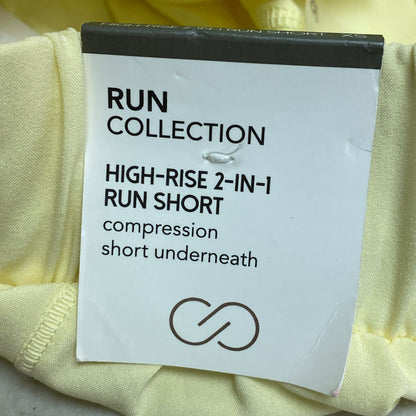 RUN
COLLECTION
HIGH-RISE 2-IN-1
RUN SHORT
compression
short underneath